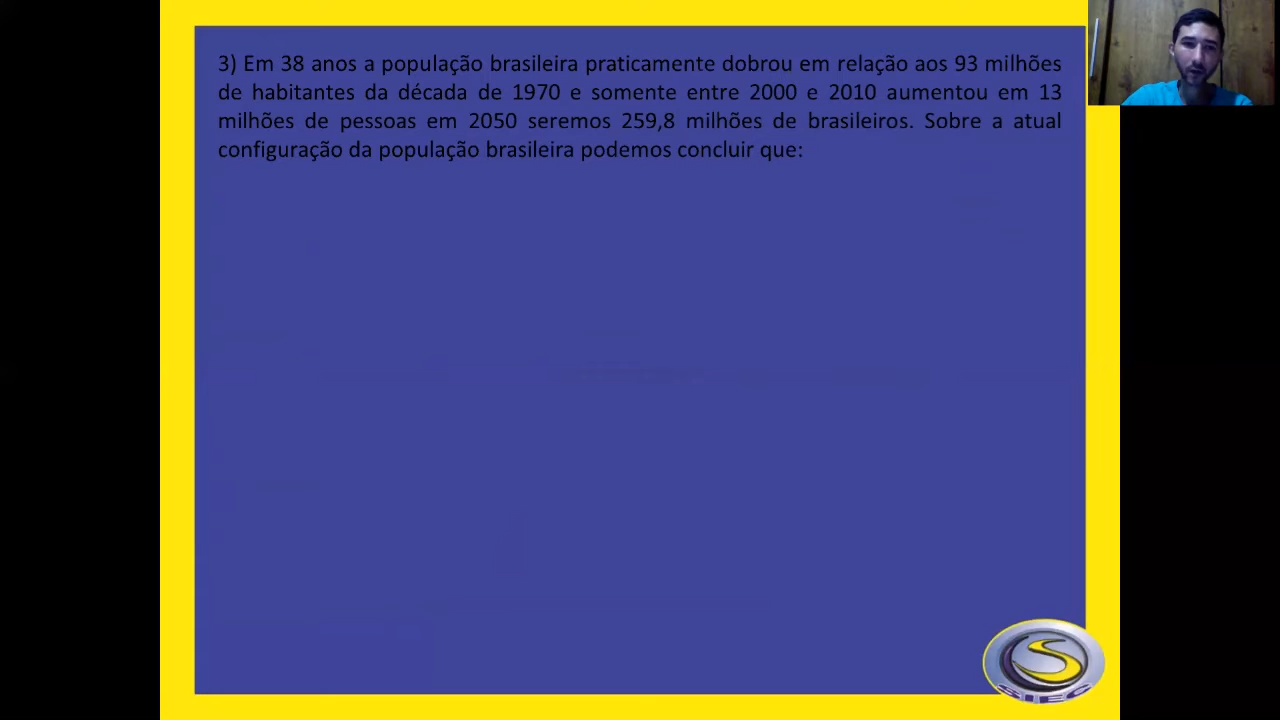 3) Em 38 anos a população brasileira praticamente dobrou em relação aos 93 milhões
de habitantes da década de 1970 e somente entre 2000 e 2010 aumentou em 13
milhões de pessoas em 2050 seremos 259,8 milhões de brasileiros. Sobre a atual
configuração da população brasileira podemos concluir que:
SIEC